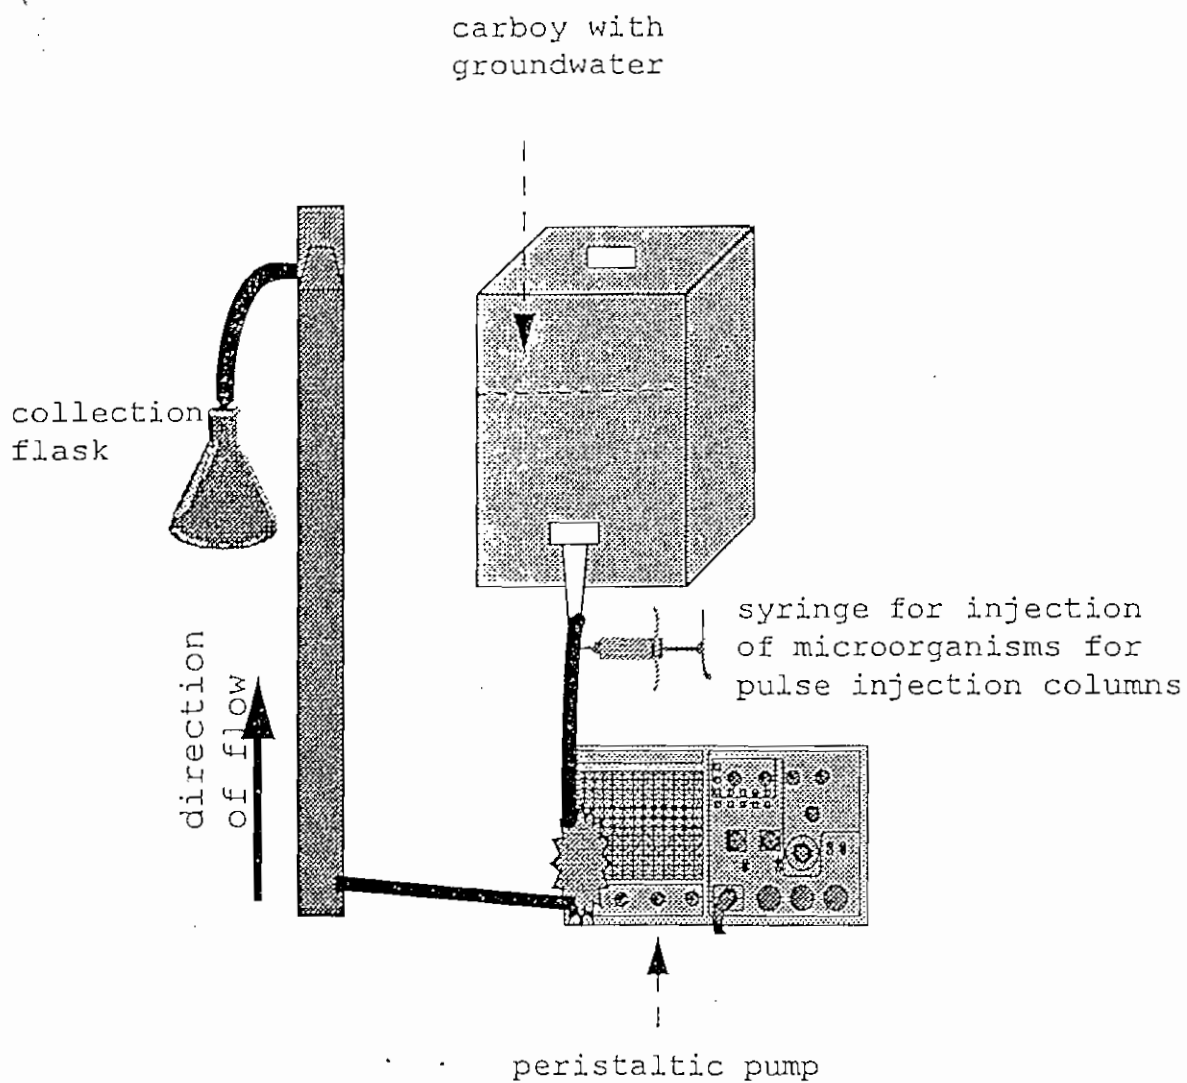 carboy with
groundwater
collection
flask
direction
of flow
syringe for injection
of microorganisms for
pulse injection columns
peristaltic pump